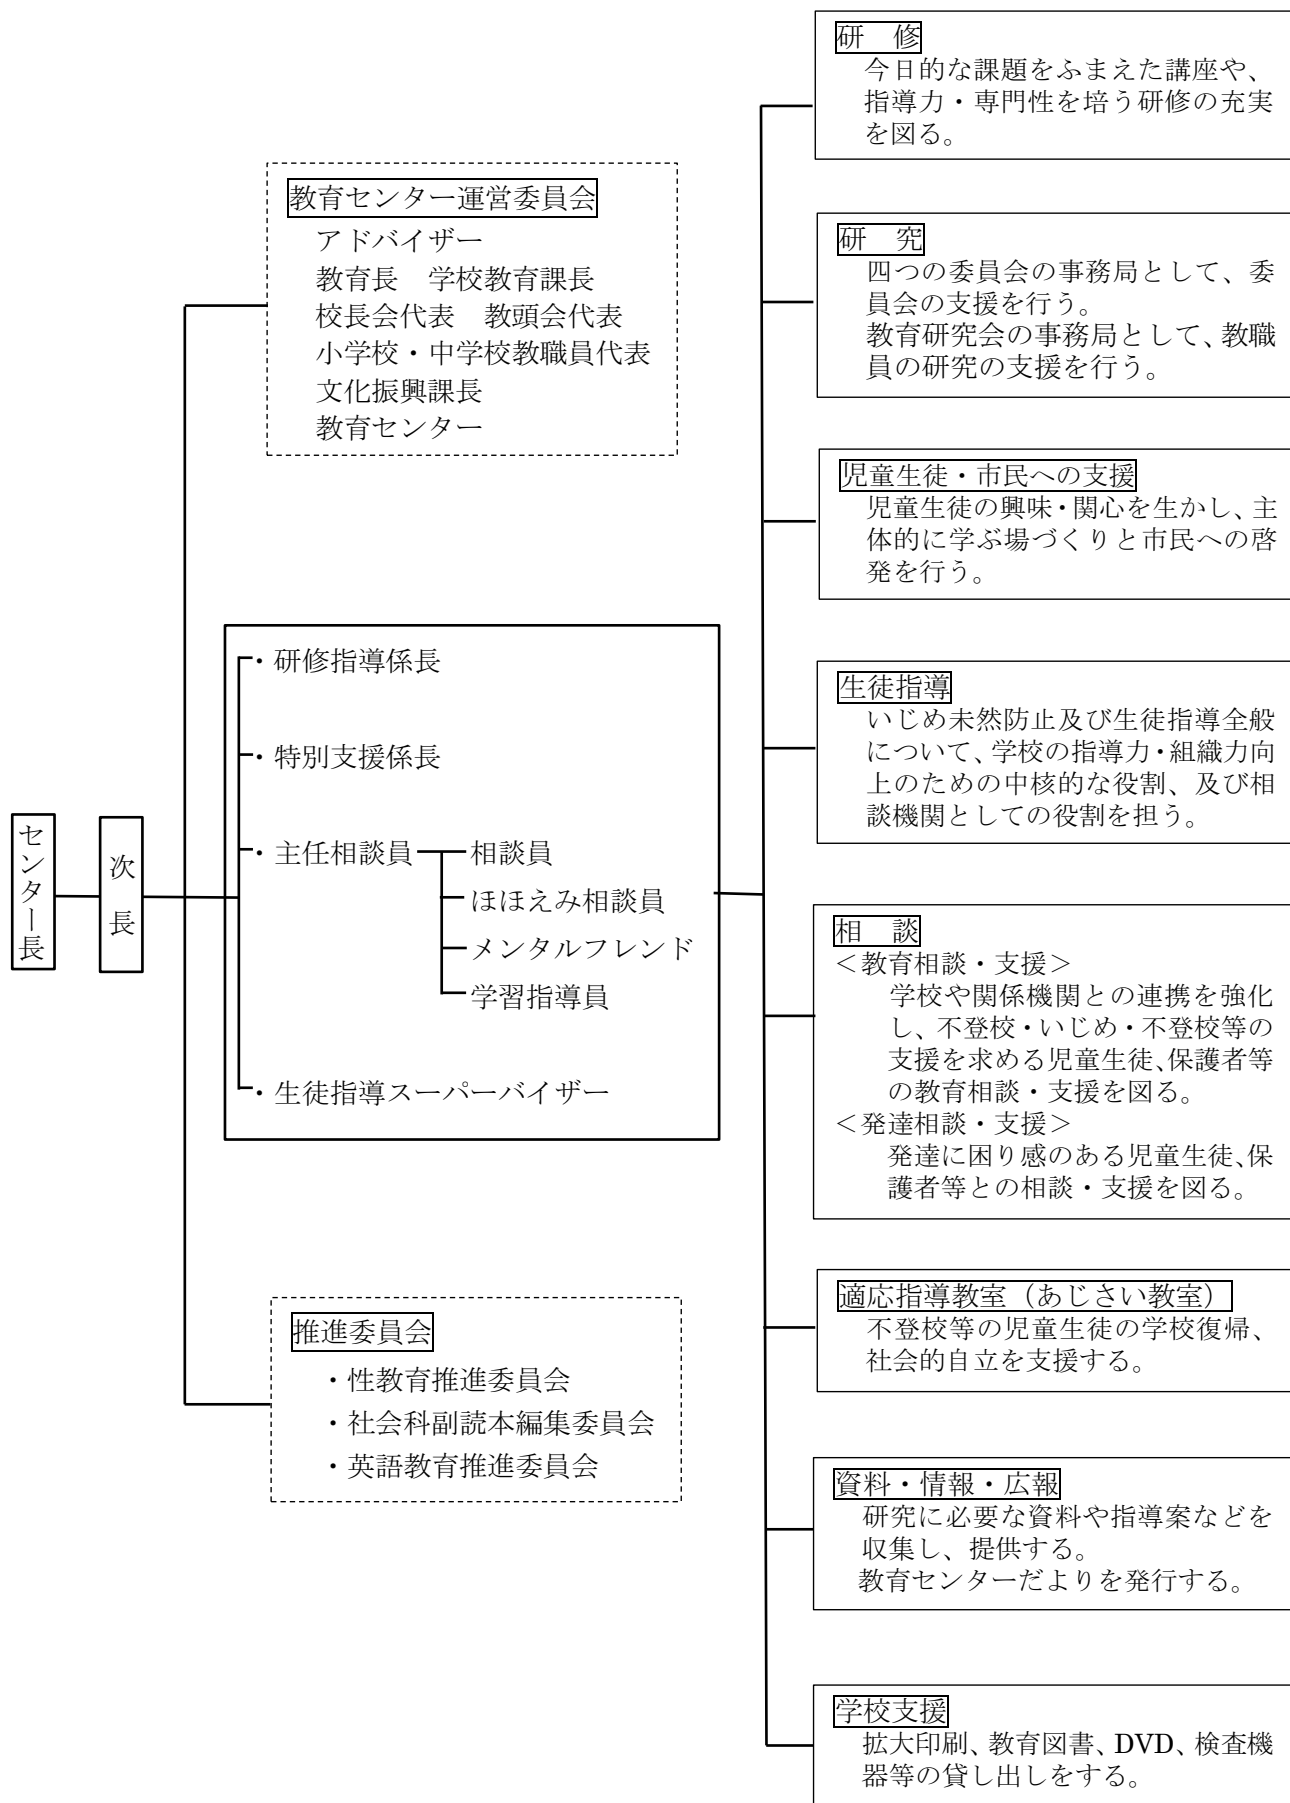 センター長
次長
教育センター運営委員会
アドバイザー
教育長　学校教育課長
校長会代表　教頭会代表
小学校・中学校教職員代表
文化振興課長
教育センター
・研修指導係長
・特別支援係長
・主任相談員
相談員
ほほえみ相談員
メンタルフレンド
学習指導員
・生徒指導スーパーバイザー
推進委員会
・性教育推進委員会
・社会科副読本編集委員会
・英語教育推進委員会
研　修
今日的な課題をふまえた講座や、
指導力・専門性を培う研修の充実
を図る。
研　究
四つの委員会の事務局として、委
員会の支援を行う。
教育研究会の事務局として、教職
員の研究の支援を行う。
児童生徒・市民への支援
児童生徒の興味・関心を生かし、主
体的に学ぶ場づくりと市民への啓
発を行う。
生徒指導
いじめ未然防止及び生徒指導全般
について、学校の指導力・組織力向
上のための中核的な役割、及び相
談機関としての役割を担う。
相　談
＜教育相談・支援＞
学校や関係機関との連携を強化
し、不登校・いじめ・不登校等の
支援を求める児童生徒、保護者等
の教育相談・支援を図る。
＜発達相談・支援＞
発達に困り感のある児童生徒、保
護者等との相談・支援を図る。
適応指導教室（あじさい教室）
不登校等の児童生徒の学校復帰、
社会的自立を支援する。
資料・情報・広報
研究に必要な資料や指導案などを
収集し、提供する。
教育センターだよりを発行する。
学校支援
拡大印刷、教育図書、DVD、検査機
器等の貸し出しをする。